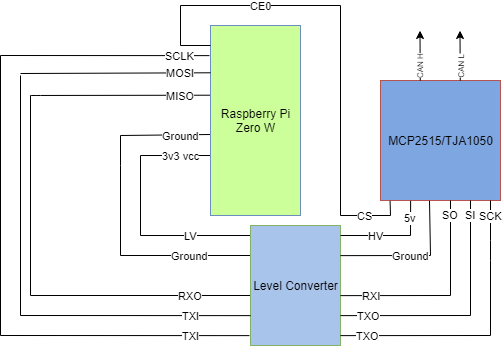 CE0
SCLK
MOSI
MISO
Ground
3v3 vcc
Raspberry Pi
Zero W
CAN H
CAN L
MCP2515/TJA1050
CS
5v
SO
SI
SCK
LV
HV
Ground
Ground
Level Converter
RXO
RXI
TXI
TXO
TXI
TXO